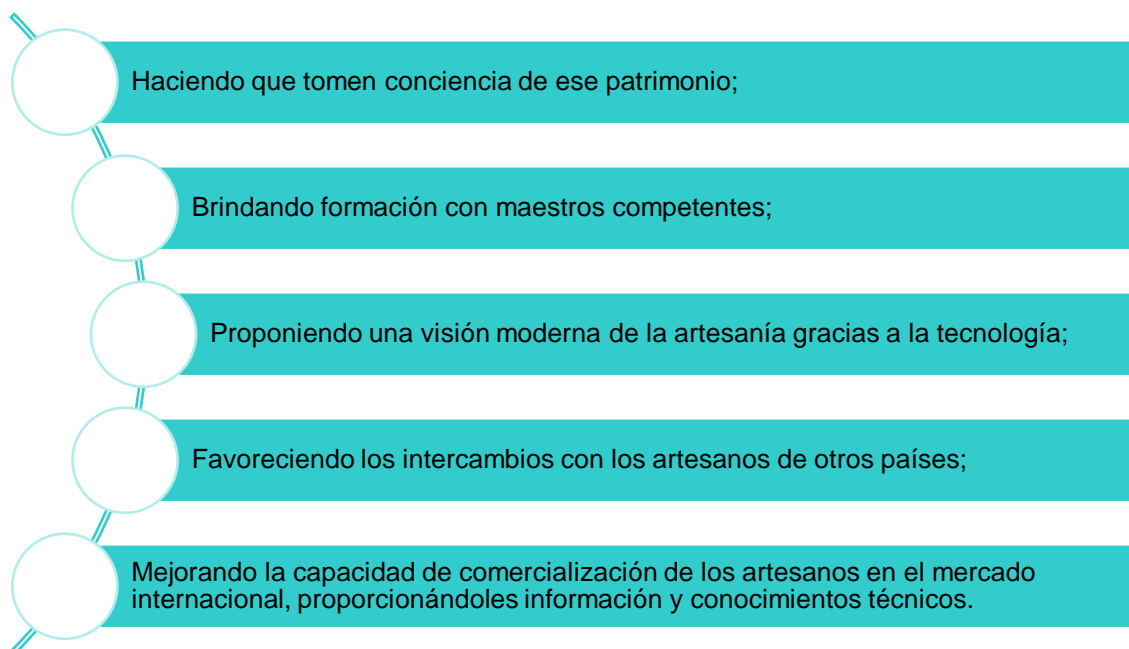 Haciendo que tomen conciencia de ese patrimonio;
Brindando formación con maestros competentes;
Proponiendo una visión moderna de la artesanía gracias a la tecnología;
Favoreciendo los intercambios con los artesanos de otros países;
Mejorando la capacidad de comercialización de los artesanos en el mercado
internacional, proporcionándoles información y conocimientos técnicos.